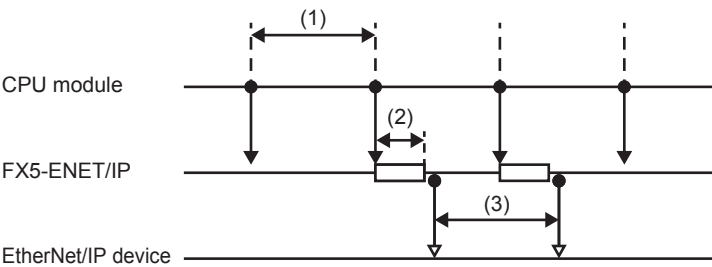 (1)
CPU module
(2)
FX5-ENET/IP
(3)
EtherNet/IP device